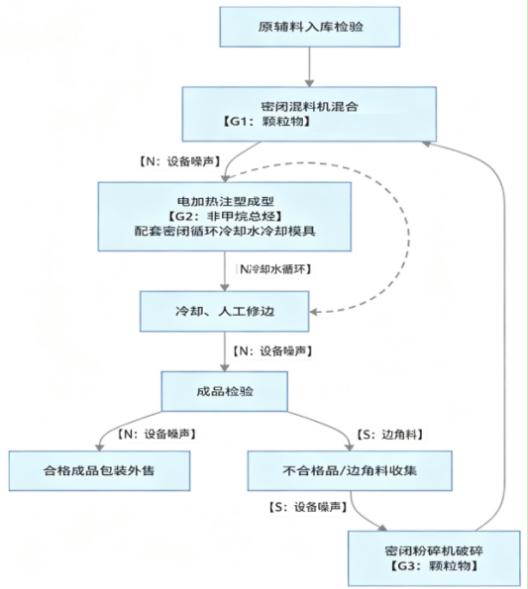 原辅料入库检验
密闭混料机混合
【G1：颗粒物】
【N：设备噪声】
电加热注塑成型
【G2：非甲烷总烃】
配套密闭循环冷却水冷却模具
N冷却水循环】
冷却、人工修边
【N：设备噪声】
成品检验
【N：设备噪声】
【S：边角料】
合格成品包装外售
不合格品/边角料收集
【S：设备噪声】
密闭粉碎机破碎
【G3：颗粒物】